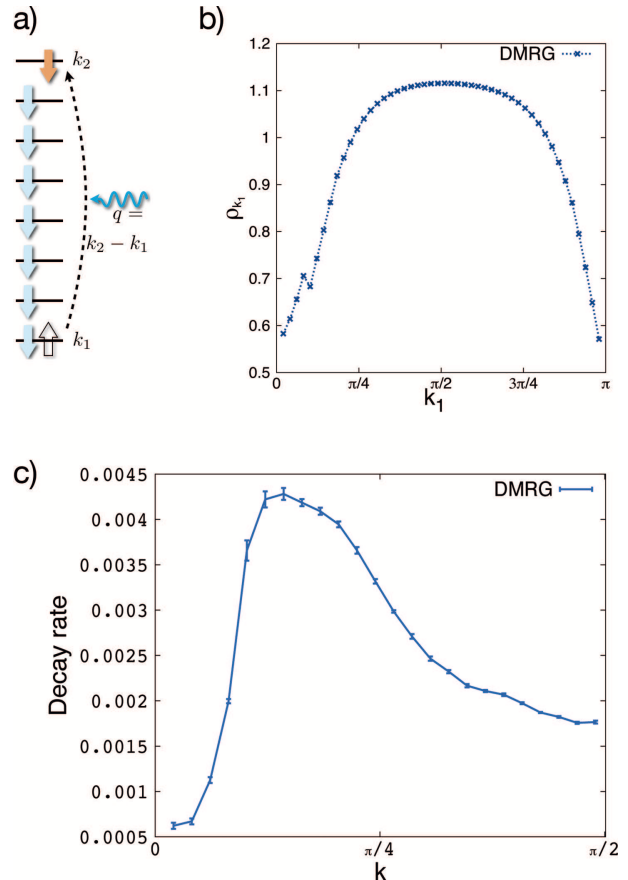 a)
k₂
q =
k₂ − k₁
k₁
b)
DMRG
1.2
1.1
1
0.9
0.8
0.7
0.6
0.5
ρk₁
0
π/4
π/2
3π/4
π
k₁
c)
DMRG
0.0045
0.004
0.0035
0.003
0.0025
0.002
0.0015
0.001
0.0005
Decay rate
0
π/4
π/2
k